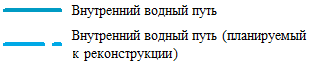 Внутренний водный путь
Внутренний водный путь (планируемый
к реконструкции)